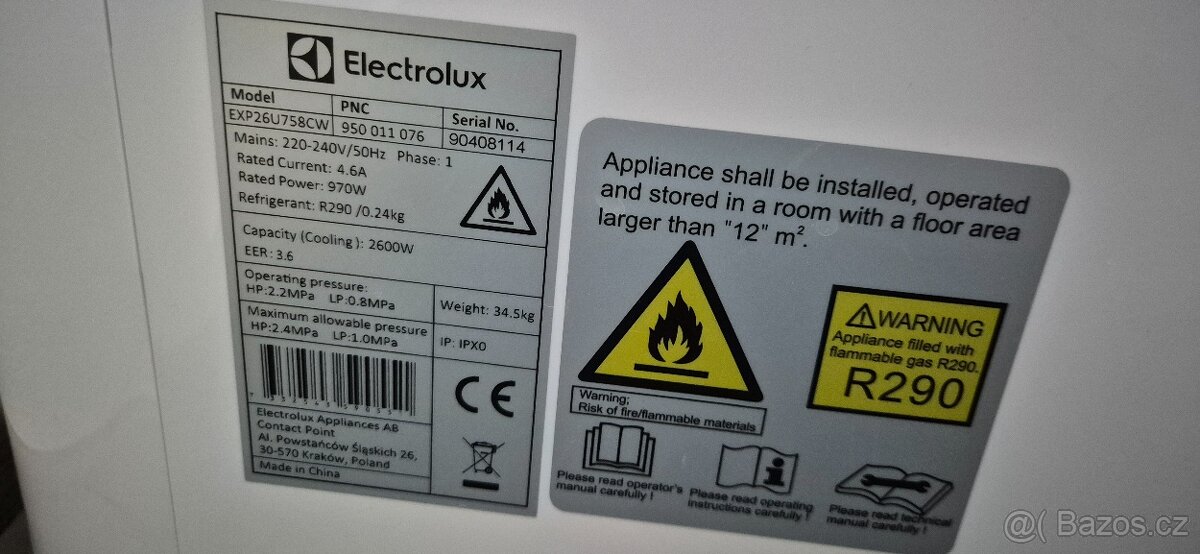 Electrolux
Model PNC Serial No.
EXP26U758CW 950 011 076 90408114
Mains: 220-240V/50Hz Phase: 1
Rated Current: 4.6A
Rated Power: 970W
Refrigerant: R290 /0.24kg
Capacity (Cooling ): 2600W
EER: 3.6
Operating pressure:
HP:2.2MPa LP:0.8MPa
Weight: 34.5kg
Maximum allowable pressure
HP:2.4MPa LP:1.0MPa
IP: IPX0
CE
Electrolux Appliances AB
Contact Point
Al. Powstańców Śląskich 26,
30-570 Kraków, Poland
Made in China
Appliance shall be installed, operated
and stored in a room with a floor area
larger than "12" m².
WARNING
Appliance filled with
flammable gas R290.
R290
Warning;
Risk of fire/flammable materials
Please read operator's
manual carefully !
Please read operating
instructions carefully !
Please read technical
manual carefully !
@( Bazos.cz